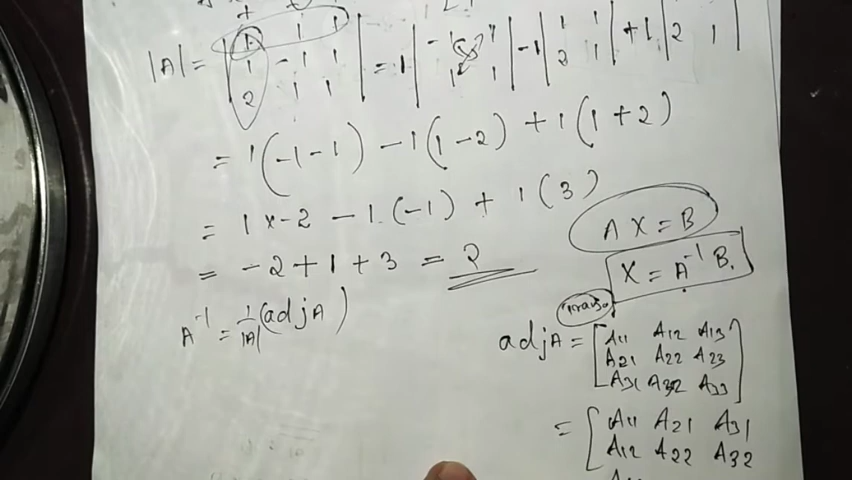 |A| = | 1 1 1 | = 1 | -1 1 | - 1 | 1 1 | + 1 | |
| 1 -1 1 | | 1 1 | | 2 1 | | 2 1 |
| 2 1 1 |
= 1(-1-1) - 1(1-2) + 1(1+2)
= 1×-2 - 1.(-1) + 1(3)
= -2+1+3 = 2
AX = B
X = A⁻¹ B.
A⁻¹ = 1/|A| (adjA)
adjA = [ A11 A12 A13
A21 A22 A23
A31 A32 A33 ]
= [ A11 A21 A31
A12 A22 A32